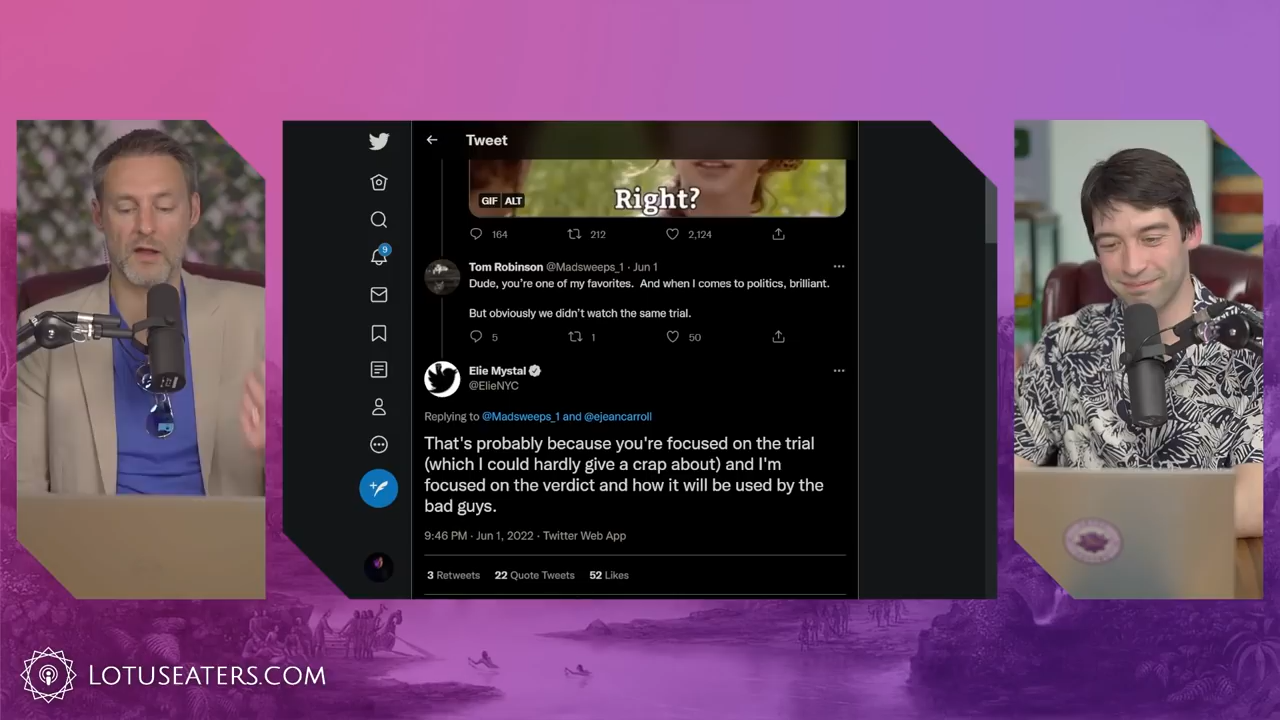 Tweet
GIF ALT
Right?
164 212 2,124
Tom Robinson @Madsweeps_1 · Jun 1
Dude, you're one of my favorites. And when I comes to politics, brilliant.
But obviously we didn't watch the same trial.
5 1 50
9
Elie Mystal
@ElieNYC
Replying to @Madsweeps_1 and @ejeancarroll
That's probably because you're focused on the trial
(which I could hardly give a crap about) and I'm
focused on the verdict and how it will be used by the
bad guys.
9:46 PM · Jun 1, 2022 · Twitter Web App
3 Retweets 22 Quote Tweets 52 Likes
LOTUSEATERS.COM